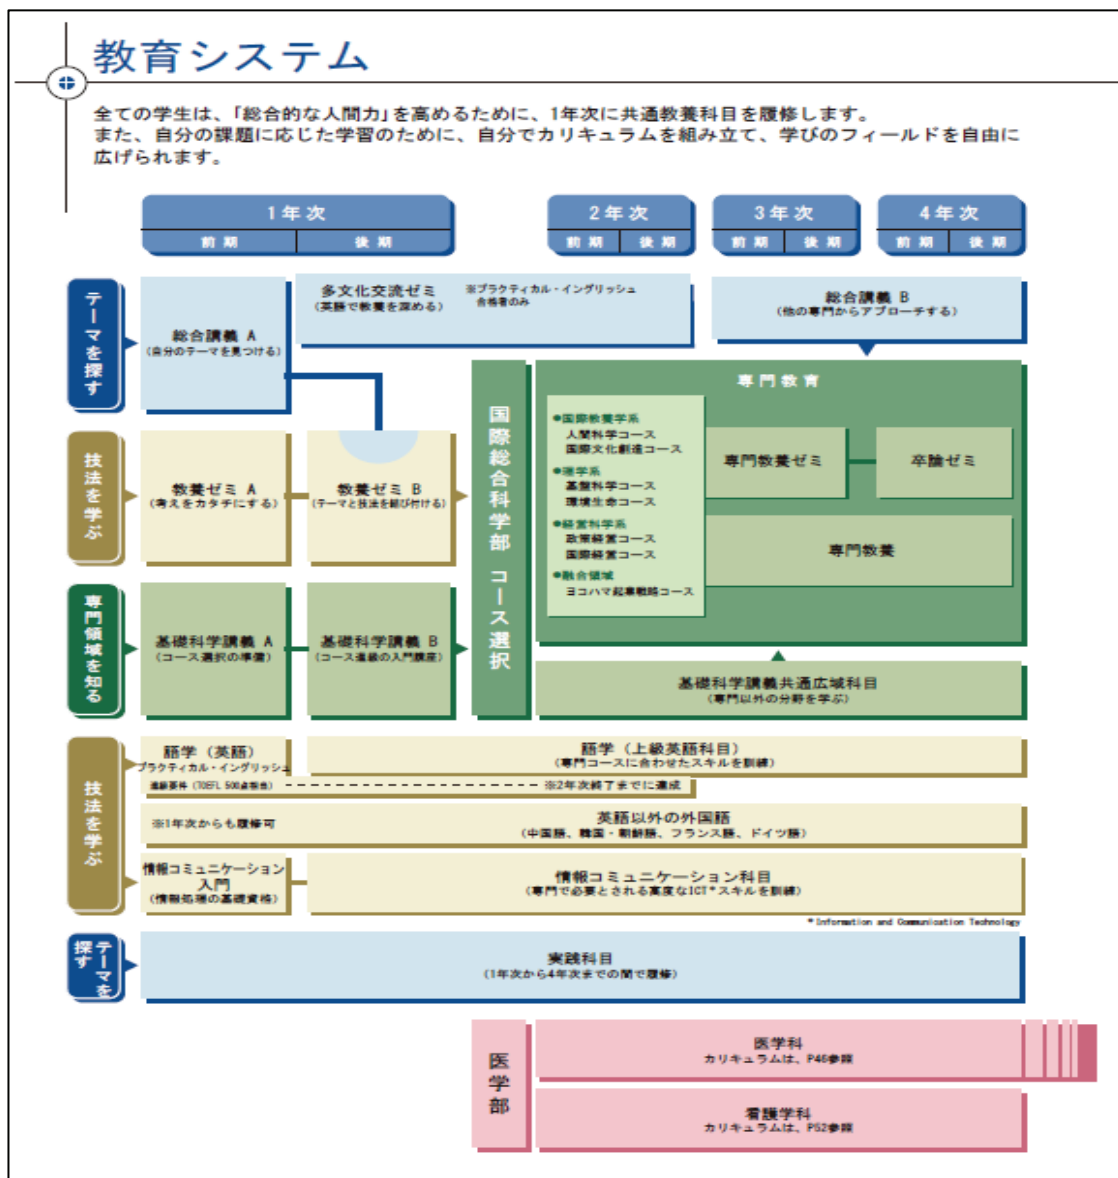 教育システム
全ての学生は、「総合的な人間力」を高めるために、1年次に共通教養科目を履修します。
また、自分の課題に応じた学習のために、自分でカリキュラムを組み立て、学びのフィールドを自由に
広げられます。
1年次
前期
後期
2年次
前期
後期
3年次
前期
後期
4年次
前期
後期
テーマを探す
総合講義 A
(自分のテーマを見つける)
多文化交流ゼミ
(英語で教養を深める)
※プラクティカル・イングリッシュ
合格者のみ
総合講義 B
(他の専門からアプローチする)
技法を学ぶ
教養ゼミ A
(考えをカタチにする)
教養ゼミ B
(テーマと技法を結び付ける)
専門領域を知る
基礎科学講義 A
(コース選択の準備)
基礎科学講義 B
(コース進級の入門講座)
国際総合科学部 コース選択
専門教育
●国際教養学系
人間科学コース
国際文化創造コース
●理学系
基盤科学コース
環境生命コース
●経営科学系
政策経営コース
国際経営コース
●融合領域
ヨコハマ起業戦略コース
専門教養ゼミ
卒論ゼミ
専門教養
基礎科学講義共通広域科目
(専門以外の分野を学ぶ)
技法を学ぶ
語学(英語)
プラクティカル・イングリッシュ
進級要件(TOEFL 500点相当)
※2年次終了までに達成
語学(上級英語科目)
(専門コースに合わせたスキルを訓練)
※1年次からも履修可
英語以外の外国語
(中国語、韓国・朝鮮語、フランス語、ドイツ語)
情報コミュニケーション
入門
(情報処理の基礎資格)
情報コミュニケーション科目
(専門で必要とされる高度なICT*スキルを訓練)
*Information and Communication Technology
テーマを探す
実践科目
(1年次から4年次までの間で履修)
医学部
医学科
カリキュラムは、P46参照
看護学科
カリキュラムは、P52参照